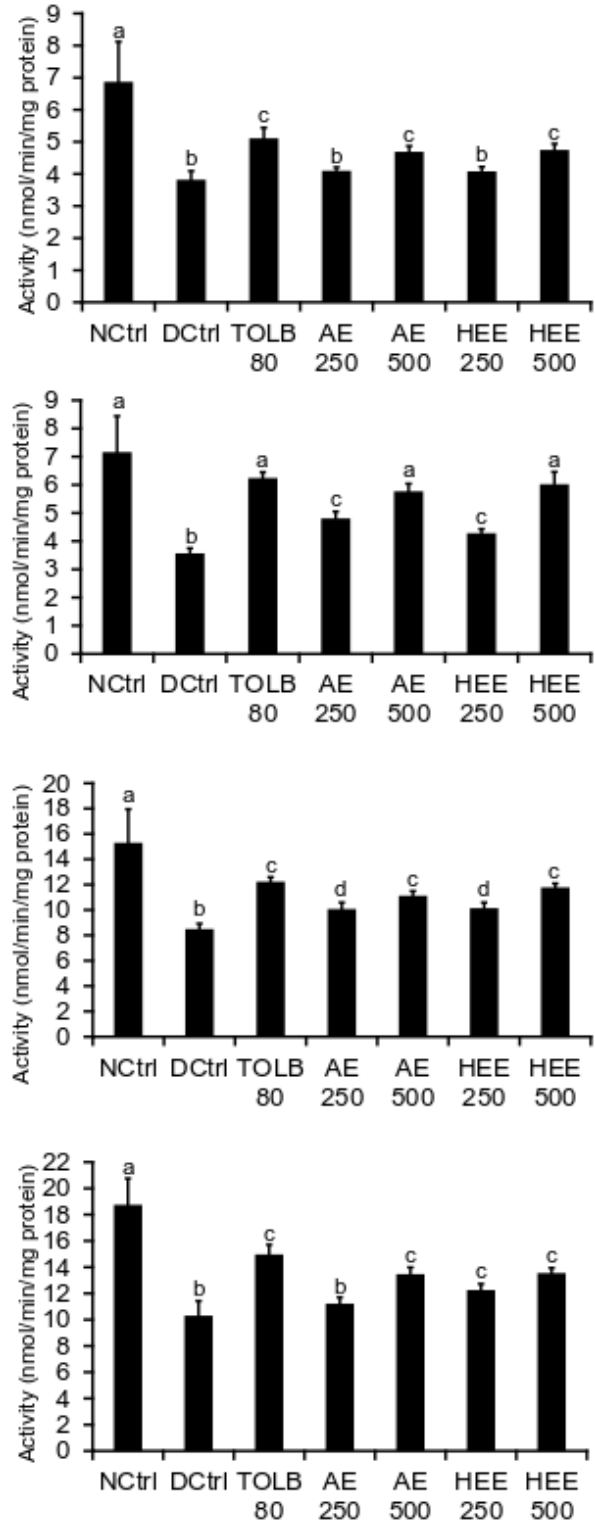 Activity (nmol/min/mg protein)
9
8
7
6
5
4
3
2
1
0
a
b
c
b
c
b
c
NCtrl DCtrl TOLB AE AE HEE HEE
80 250 500 250 500
Activity (nmol/min/mg protein)
9
8
7
6
5
4
3
2
1
0
a
b
a
c
a
c
a
NCtrl DCtrl TOLB AE AE HEE HEE
80 250 500 250 500
Activity (nmol/min/mg protein)
20
18
16
14
12
10
8
6
4
2
0
a
b
c
d
c
d
c
NCtrl DCtrl TOLB AE AE HEE HEE
80 250 500 250 500
Activity (nmol/min/mg protein)
22
20
18
16
14
12
10
8
6
4
2
0
a
b
c
b
c
c
c
NCtrl DCtrl TOLB AE AE HEE HEE
80 250 500 250 500